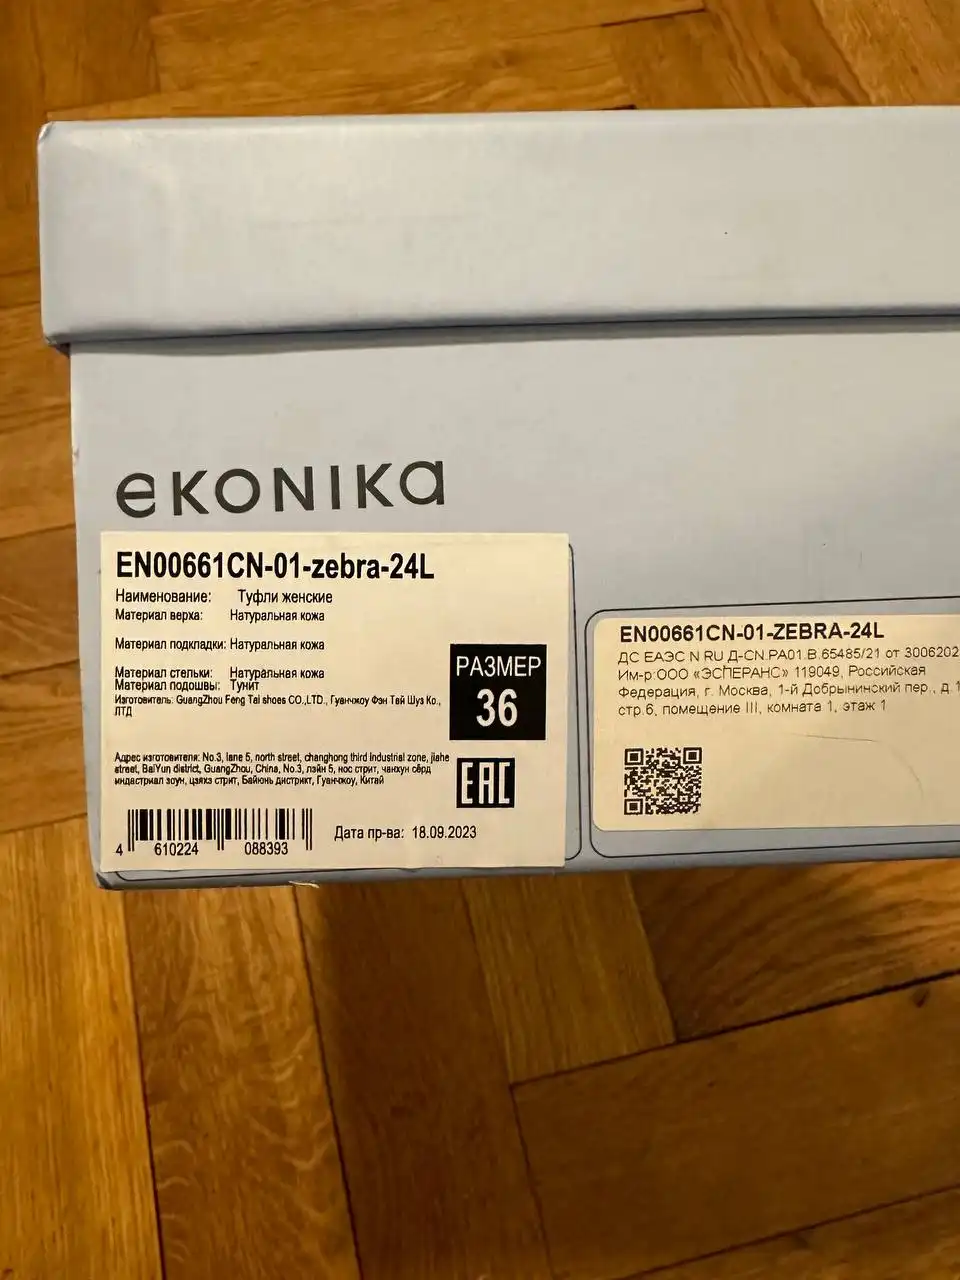 eKONIKa
EN00661CN-01-zebra-24L
Наименование: Туфли женские
Материал верха: Натуральная кожа
Материал подкладки: Натуральная кожа
Материал стельки: Натуральная кожа
Материал подошвы: Тунит
Изготовитель: GuangZhou Feng Tai shoes CO.,LTD., Гуанчжоу Фэн Тай Шуз Ко.,
ЛТД
РАЗМЕР
36
Адрес изготовителя: No.3, lane 5, north street, changhong third industrial zone, jiahe
street, BaiYun district, GuangZhou, China, No.3, лэйн 5, нос стрит, чанхун сёрд
индастриал зоун, цзяхэ стрит, Байюнь дистрикт, Гуанчжоу, Китай
EAC
4 610224 088393
Дата пр-ва: 18.09.2023
EN00661CN-01-ZEBRA-24L
ДС ЕАЭС N RU Д-CN.РА01.В.65485/21 от 3006202
Им-р:ООО «ЭСПЕРАНС» 119049, Российская
Федерация, г. Москва, 1-й Добрынинский пер., д.1
стр.6, помещение III, комната 1, этаж 1